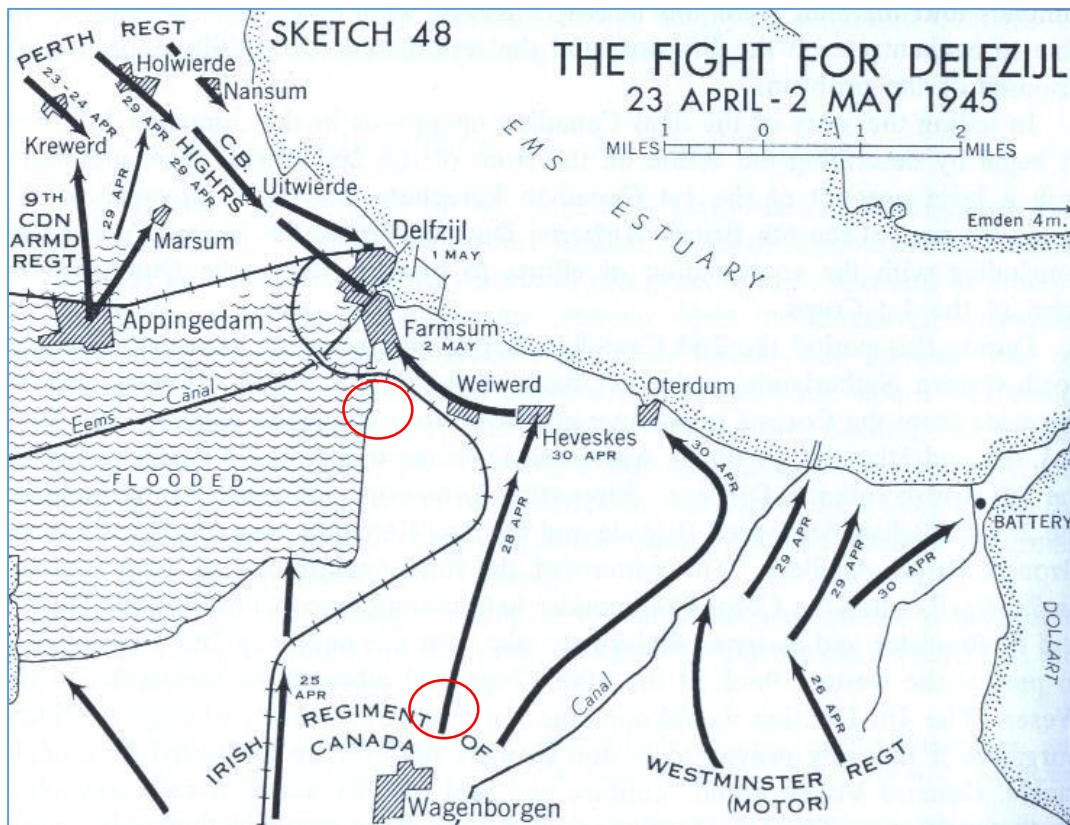 SKETCH 48
THE FIGHT FOR DELFZIJL
23 APRIL - 2 MAY 1945
1 0 1 2
MILES MILES
PERTH REGT
23-24 APR
29 APR
Holwierde
Nansum
Krewerd
C.B. HIGHRS
29 APR
Uitwierde
9TH
CDN
ARMD
REGT
29 APR
Marsum
Delfzijl
1 MAY
EMS ESTUARY
Emden 4m.
Appingedam
Farmsum
2 MAY
Eems Canal
Weiwerd
Oterdum
Heveskes
30 APR
30 APR
FLOODED
28 APR
29 APR
29 APR
30 APR
BATTERY
DOLLART
25
APR
26 APR
IRISH REGIMENT OF
CANADA
Canal
WESTMINSTER REGT
(MOTOR)
Wagenborgen